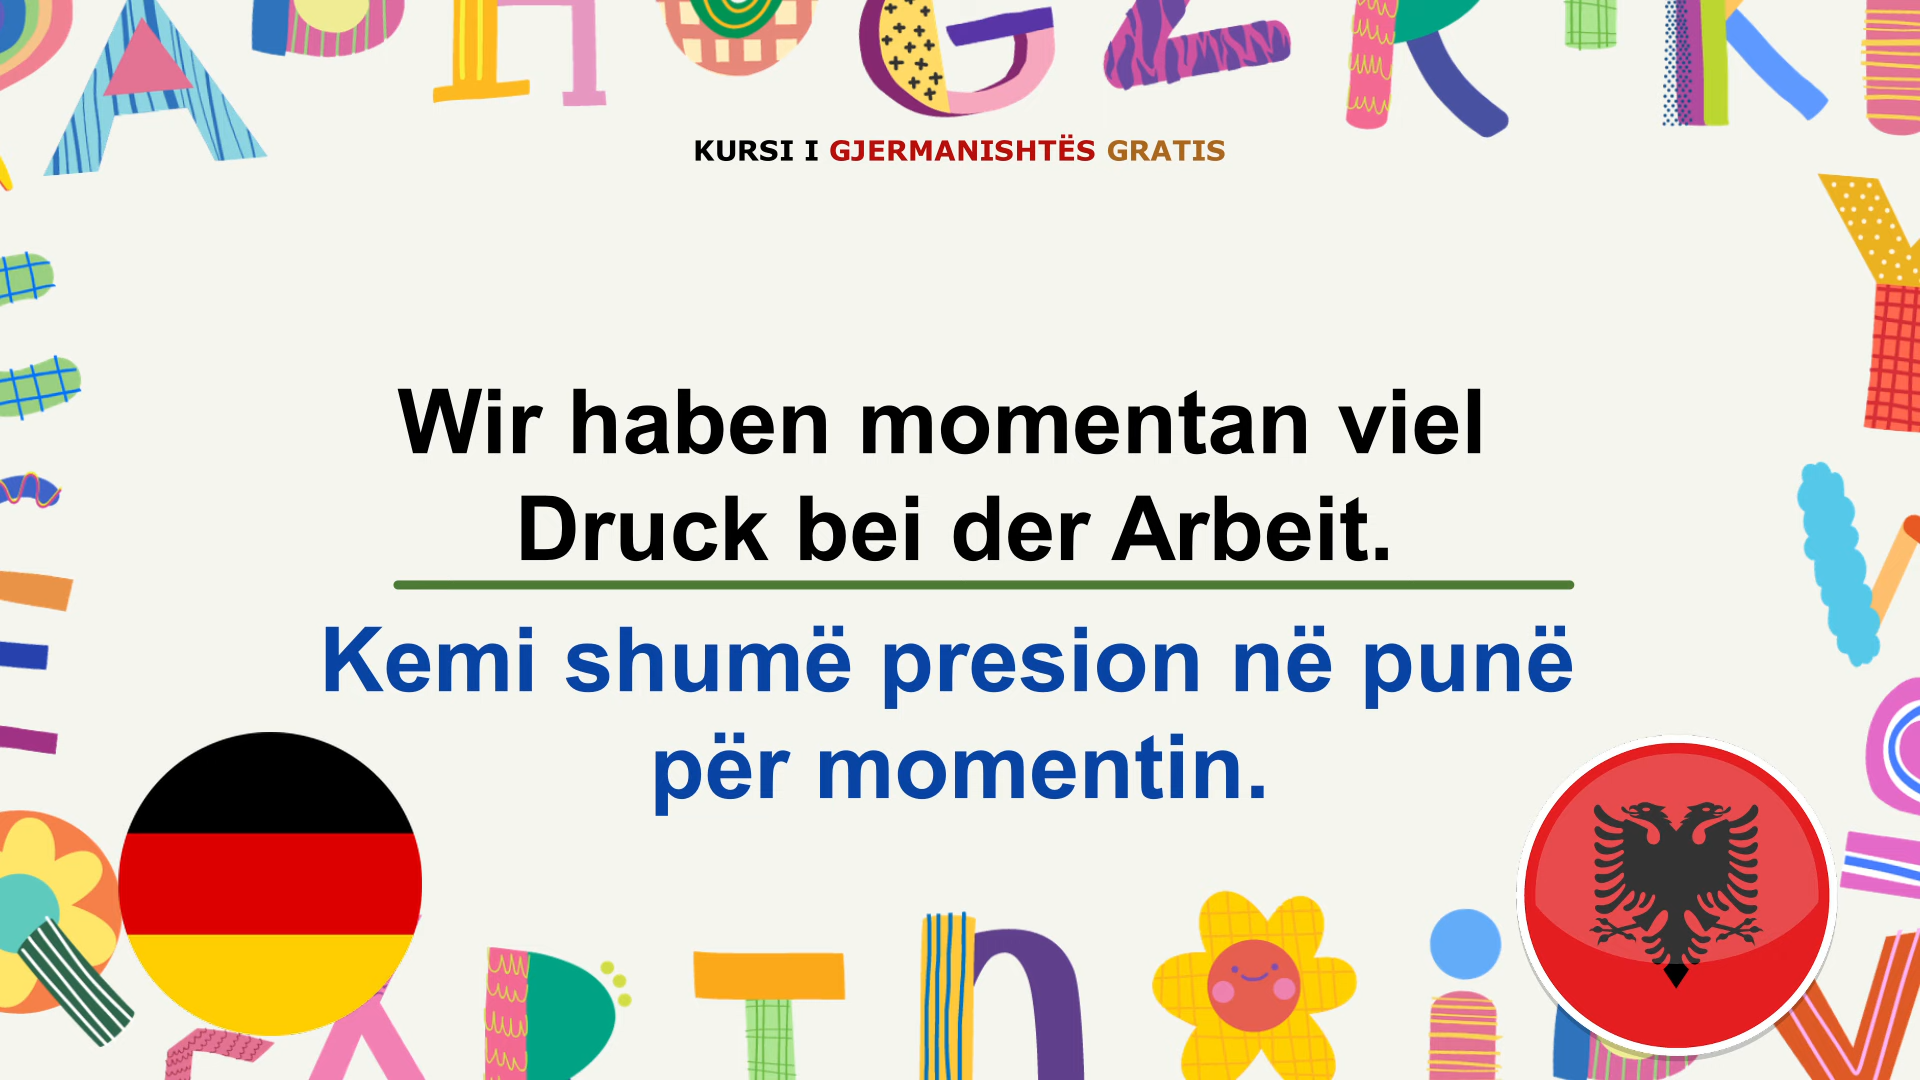 KURSI I GJERMANISHTËS GRATIS
Wir haben momentan viel
Druck bei der Arbeit.
Kemi shumë presion në punë
për momentin.